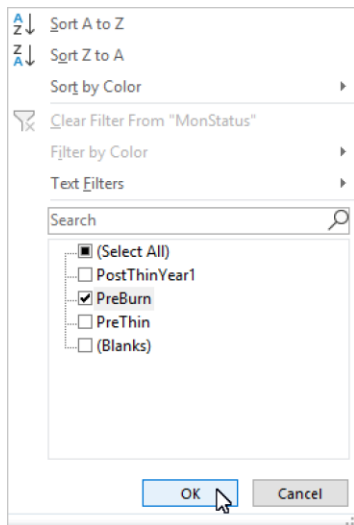 Sort A to Z
Sort Z to A
Sort by Color
Clear Filter From "MonStatus"
Filter by Color
Text Filters
Search
(Select All)
PostThinYear1
PreBurn
PreThin
(Blanks)
OK
Cancel